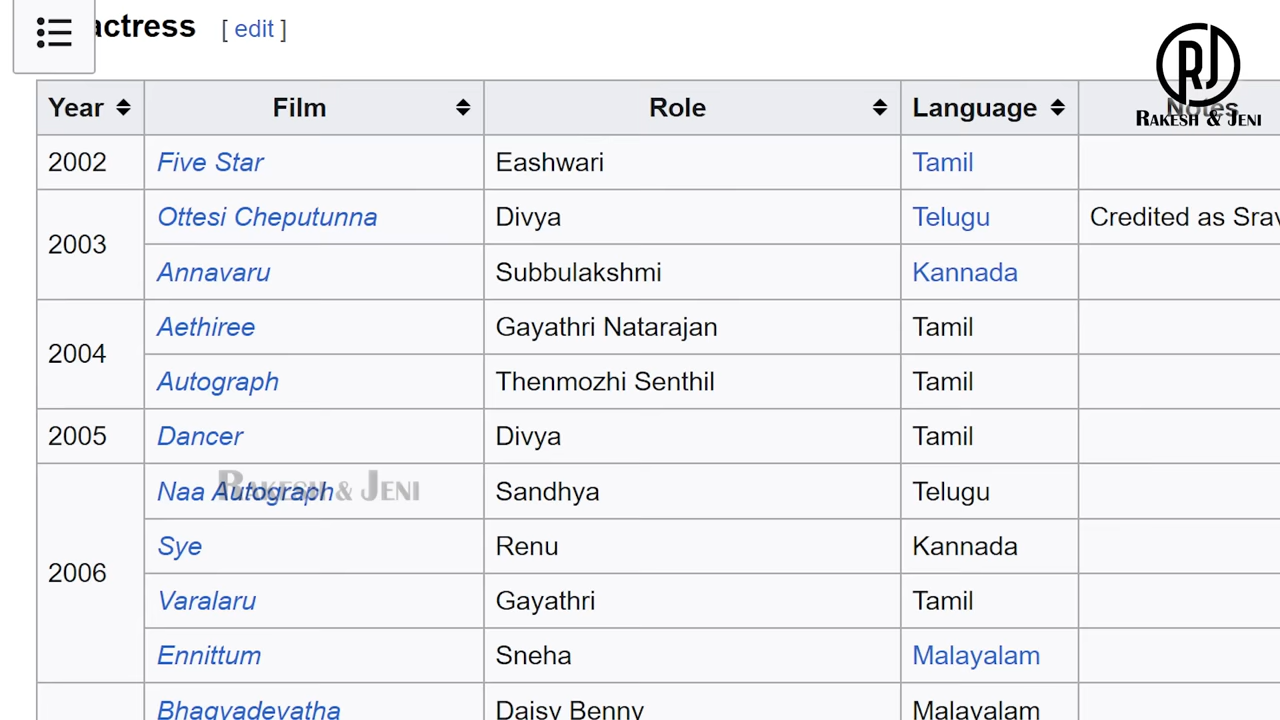 actress [ edit ]
RJ
RAKESH & JENI
Year Film Role Language Notes
2002 Five Star Eashwari Tamil
2003 Ottesi Cheputunna Divya Telugu Credited as
Annavaru Subbulakshmi Kannada
2004 Aethiree Gayathri Natarajan Tamil
Autograph Thenmozhi Senthil Tamil
2005 Dancer Divya Tamil
2006 Naa Autograph Sandhya Telugu
RAKESH & JENI
Sye Renu Kannada
Varalaru Gayathri Tamil
Ennittum Sneha Malayalam
Bhagyadevatha Daisy Benny Malayalam